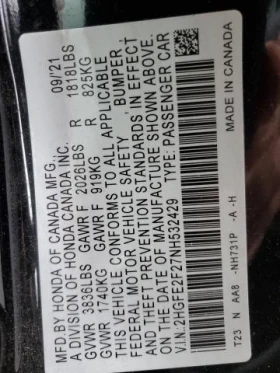 MFD.BY HONDA OF CANADA MFG., 09/21
A DIVISION OF HONDA CANADA INC.
GVWR 3836LBS GAWR F 2026LBS R 1818LBS
GVWR 1740KG GAWR F 919KG R 825KG
THIS VEHICLE CONFORMS TO ALL APPLICABLE
FEDERAL MOTOR VEHICLE SAFETY, BUMPER,
AND THEFT PREVENTION STANDARDS, IN EFFECT
ON THE DATE OF MANUFACTURE SHOWN ABOVE.
V.I.N:2HGFE2F27NH532429 TYPE:PASSENGER CAR
T23 N AA8 -NH731P -A -H MADE IN CANADA